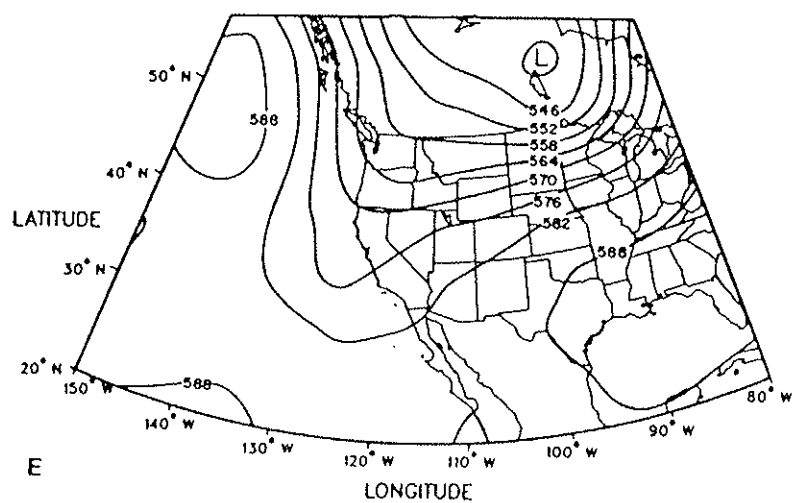 50° N
L
546
588
552
558
564
40° N
570
576
LATITUDE
582
588
30° N
20° N
150° W
588
80° W
140° W
90° W
130° W
100° W
120° W
110° W
E
LONGITUDE